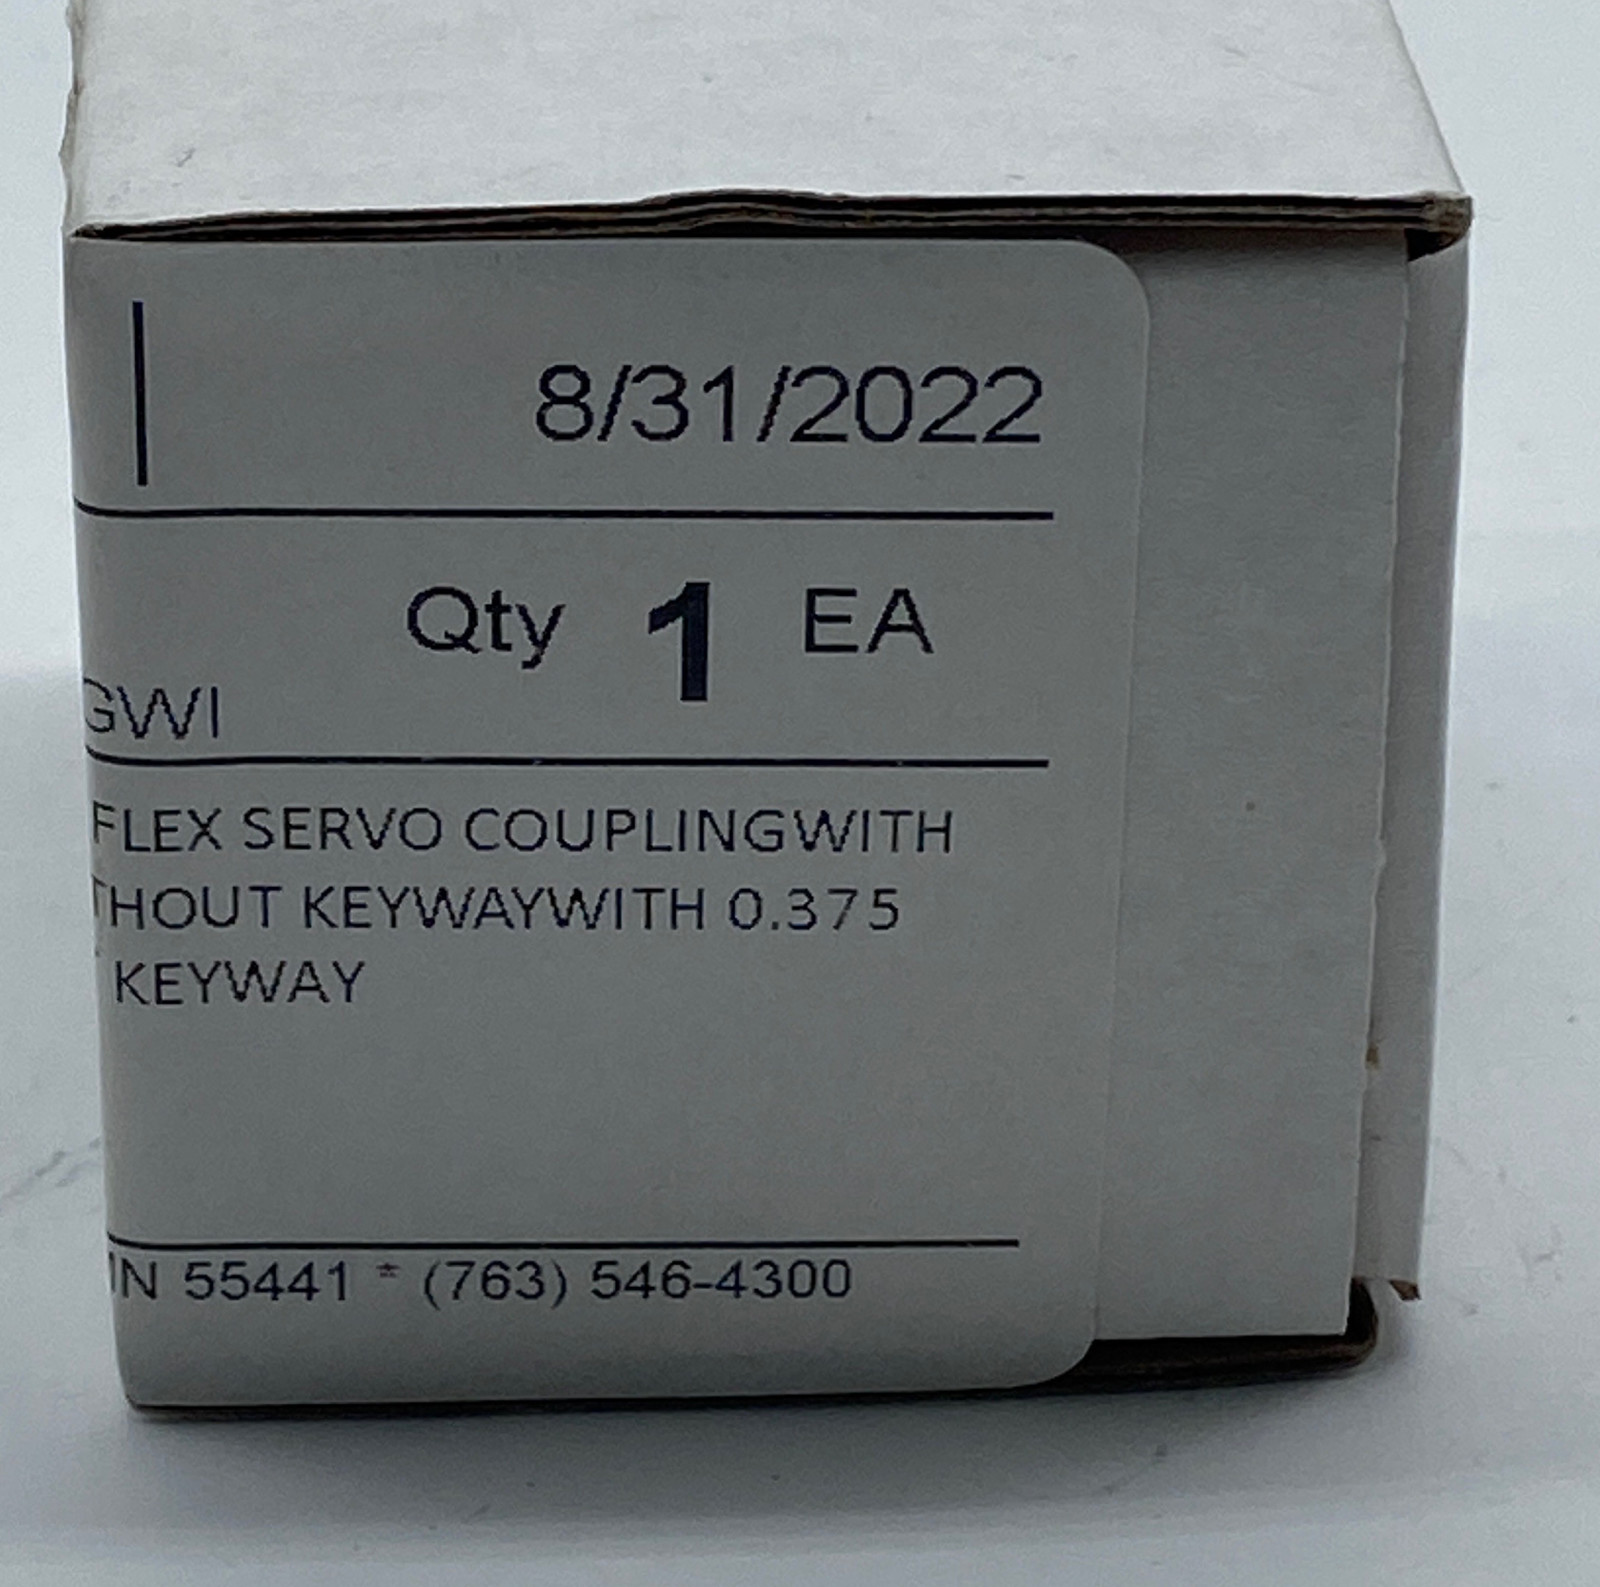 8/31/2022
Qty 1 EA
GWI
FLEX SERVO COUPLINGWITH
THOUT KEYWAYWITH 0.375
KEYWAY
IN 55441 * (763) 546-4300